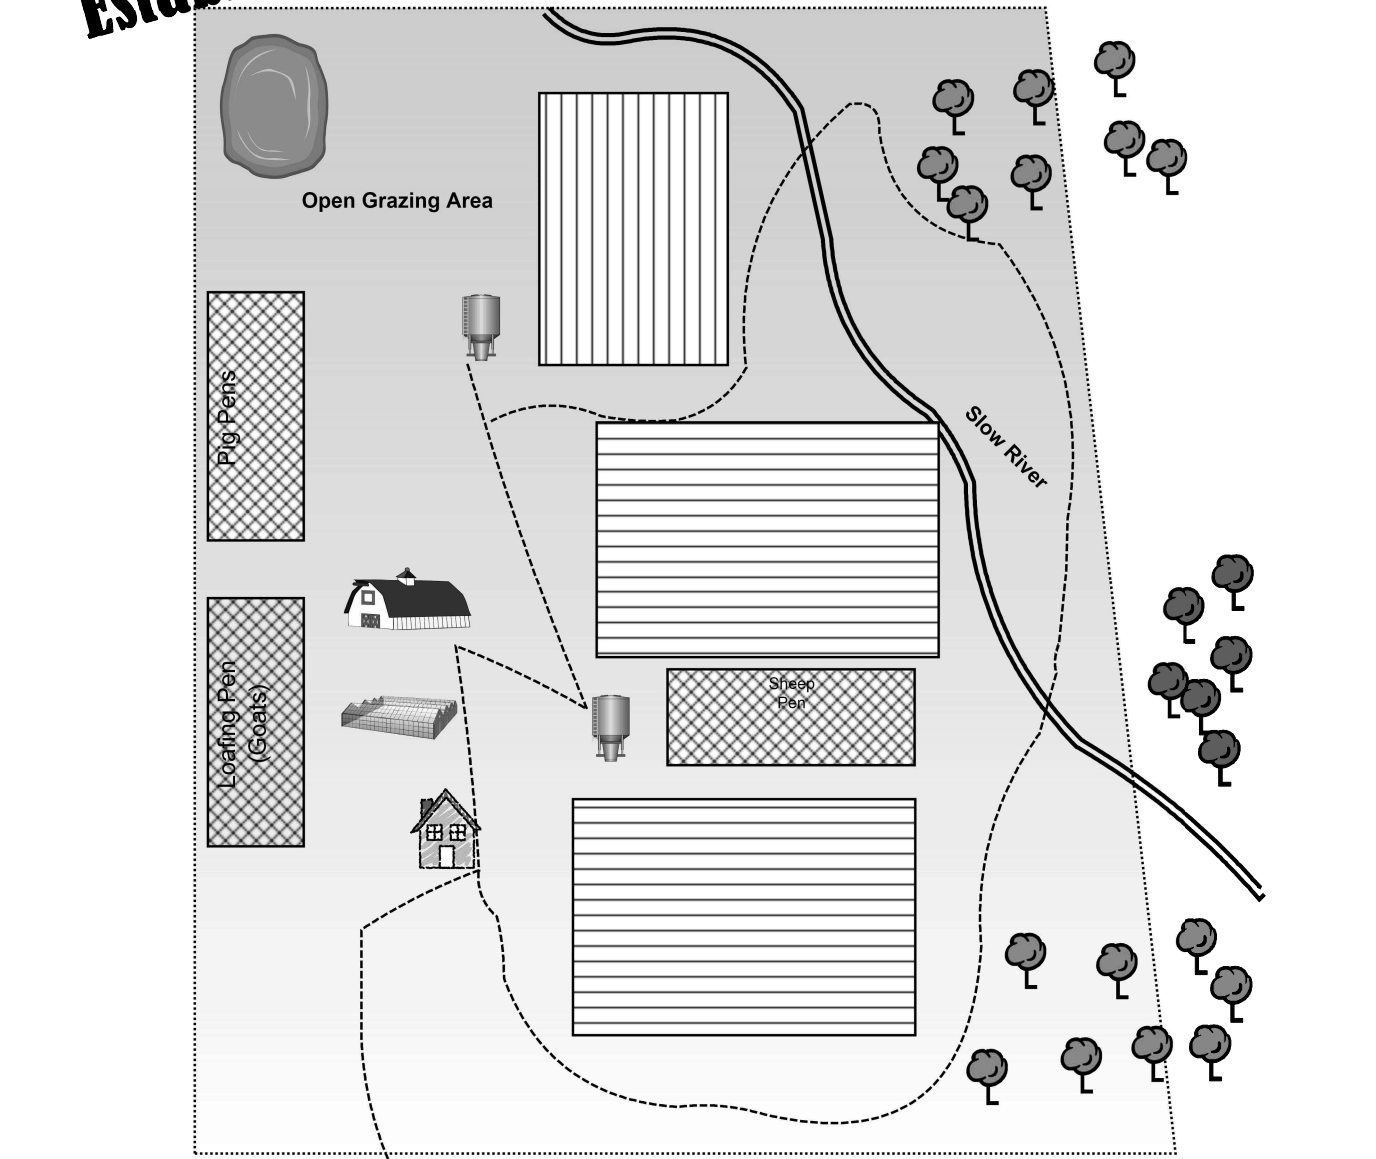 Open Grazing Area
Pig Pens
Slow River
Loafing Pen
(Goats)
Sheep
Pen